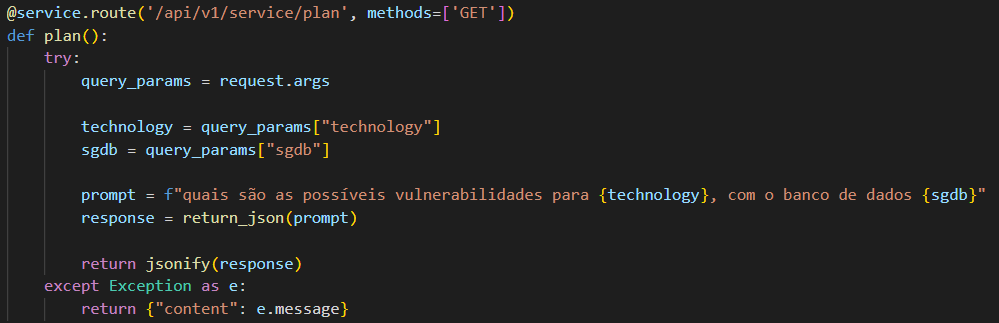 @service.route('/api/v1/service/plan', methods=['GET'])
def plan():
    try:
        query_params = request.args

        technology = query_params["technology"]
        sgdb = query_params["sgdb"]

        prompt = f"quais são as possíveis vulnerabilidades para {technology}, com o banco de dados {sgdb}"
        response = return_json(prompt)

        return jsonify(response)
    except Exception as e:
        return {"content": e.message}